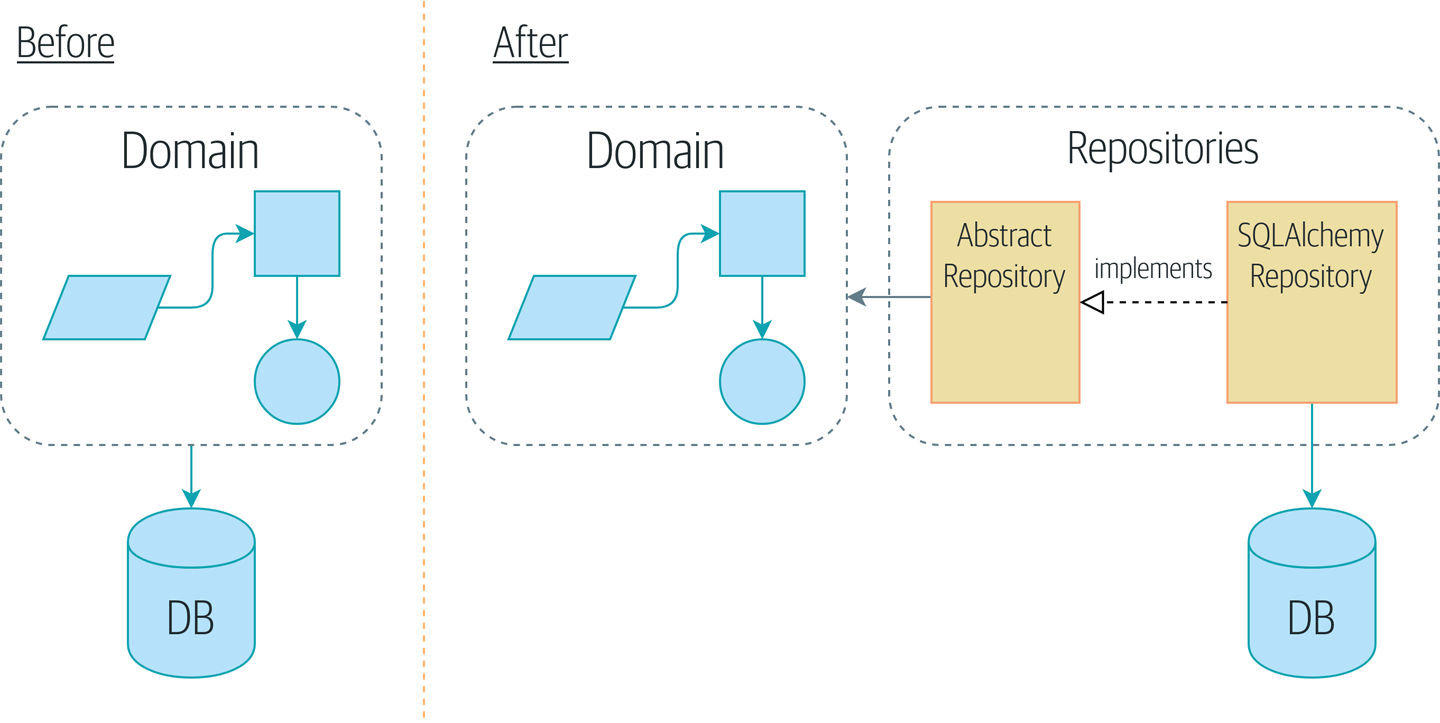 Before
Domain
DB
After
Domain
Repositories
Abstract
Repository
implements
SQLAlchemy
Repository
DB